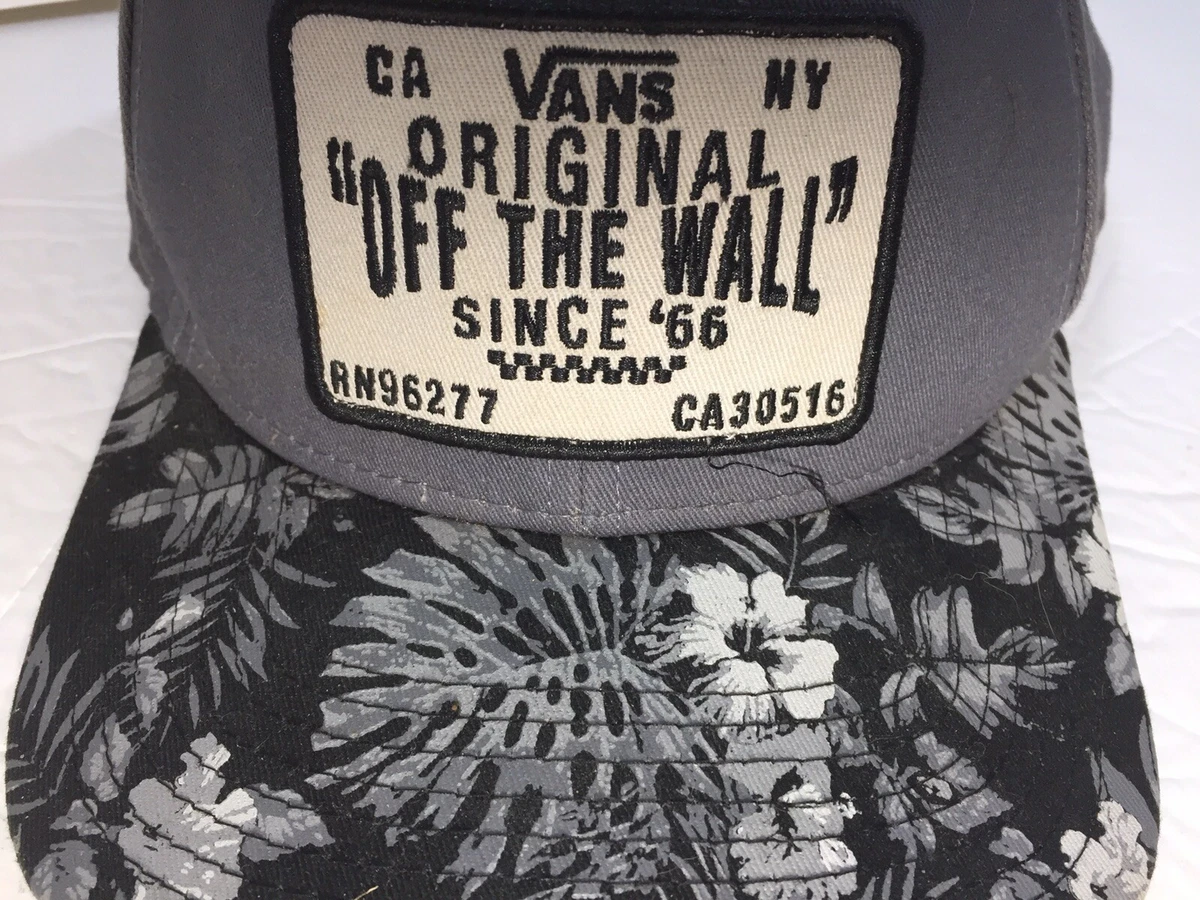 CA VANS NY
ORIGINAL
“OFF THE WALL”
SINCE ‘66
RN96277 CA30516